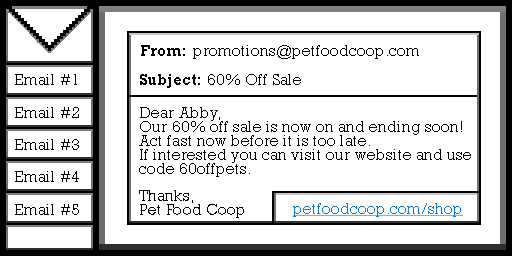 Email #1
Email #2
Email #3
Email #4
Email #5
From: promotions@petfoodcoop.com
Subject: 60% Off Sale
Dear Abby,
Our 60% off sale is now on and ending soon!
Act fast now before it is too late.
If interested you can visit our website and use
code 60offpets.
Thanks,
Pet Food Coop
petfoodcoop.com/shop